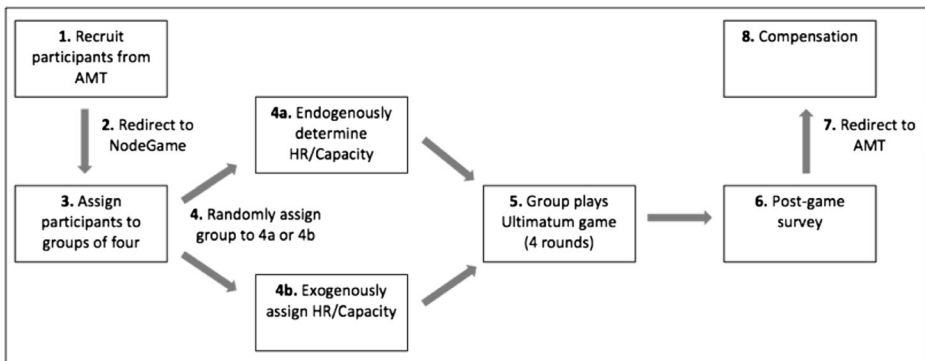 1. Recruit
participants from
AMT
2. Redirect to
NodeGame
3. Assign
participants to
groups of four
4. Randomly assign
group to 4a or 4b
4a. Endogenously
determine
HR/Capacity
4b. Exogenously
assign HR/Capacity
5. Group plays
Ultimatum game
(4 rounds)
6. Post-game
survey
7. Redirect to
AMT
8. Compensation